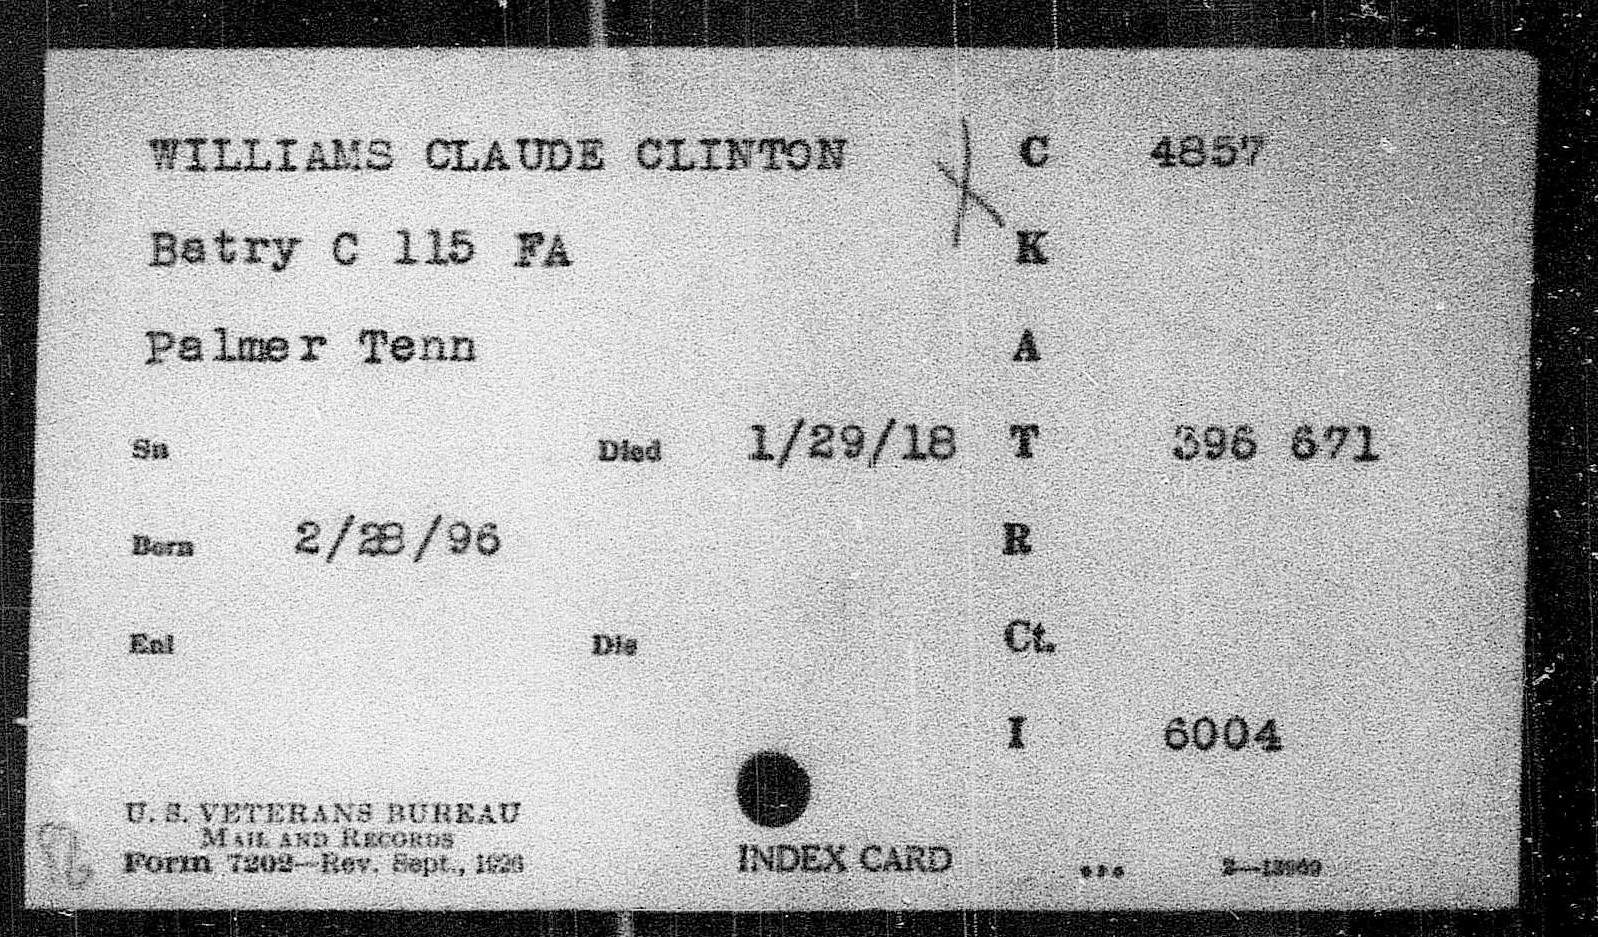 WILLIAMS CLAUDE CLINTON C 4857
Batry C 115 FA K
Palmer Tenn A
Sn Died 1/29/18 T 396 671
Born 2/28/96 R
Enl Dis Ct.
I 6004
U. S. VETERANS BUREAU
MAIL AND RECORDS
Form 7202—Rev. Sept., 1926
INDEX CARD